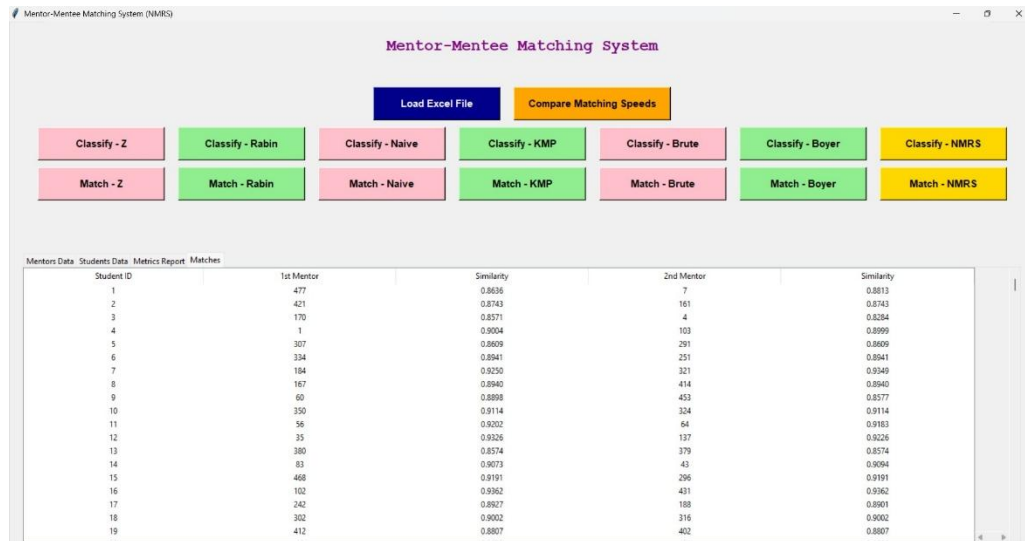 Mentor-Mentee Matching System (NMRS)
Mentor-Mentee Matching System
Load Excel File Compare Matching Speeds
Classify - Z Classify - Rabin Classify - Naive Classify - KMP Classify - Brute Classify - Boyer Classify - NMRS
Match - Z Match - Rabin Match - Naive Match - KMP Match - Brute Match - Boyer Match - NMRS
Mentors Data Students Data Metrics Report Matches
Student ID 1st Mentor Similarity 2nd Mentor Similarity
1 477 0.8636 7 0.8813
2 421 0.8743 161 0.8743
3 170 0.8571 4 0.8284
4 1 0.9004 103 0.8999
5 307 0.8609 291 0.8609
6 334 0.8941 251 0.8941
7 184 0.9250 321 0.9349
8 167 0.8940 414 0.8940
9 60 0.8898 453 0.8577
10 350 0.9114 324 0.9114
11 56 0.9202 64 0.9183
12 35 0.9326 137 0.9226
13 380 0.8574 379 0.8574
14 83 0.9073 43 0.9094
15 468 0.9191 296 0.9191
16 102 0.9362 431 0.9362
17 242 0.8927 188 0.8901
18 302 0.9002 316 0.9002
19 412 0.8807 402 0.8807